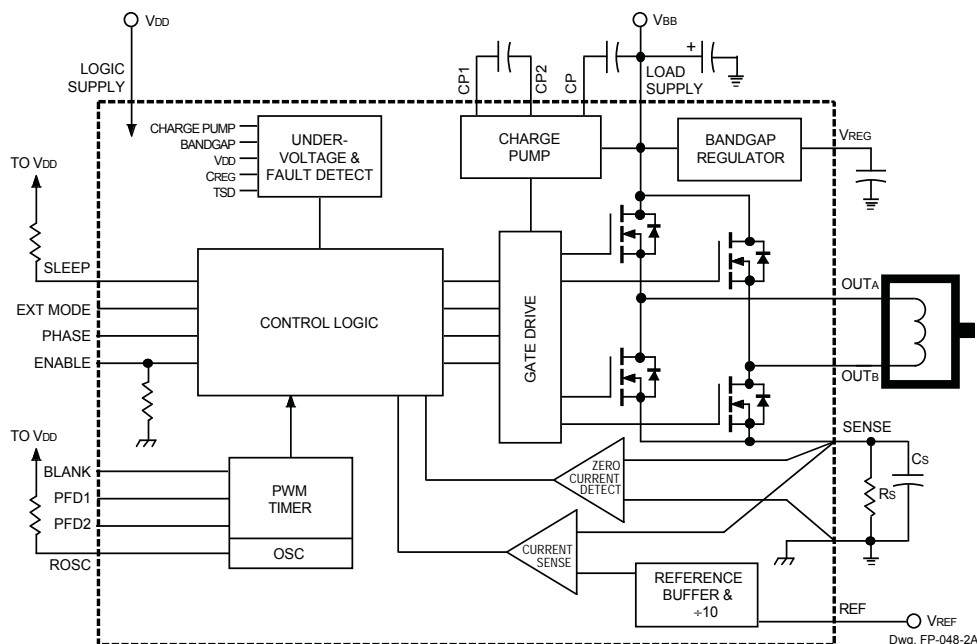 VDD
LOGIC
SUPPLY
CP1
CP2
CP
VBB
+
LOAD
SUPPLY
CHARGE PUMP
BANDGAP
VDD
CREG
TSD
UNDER-
VOLTAGE &
FAULT DETECT
CHARGE
PUMP
BANDGAP
REGULATOR
VREG
TO VDD
SLEEP
EXT MODE
PHASE
ENABLE
CONTROL LOGIC
GATE DRIVE
OUTA
OUTB
SENSE
TO VDD
BLANK
PFD1
PFD2
ROSC
PWM
TIMER
OSC
ZERO
CURRENT
DETECT
CURRENT
SENSE
RS
CS
REFERENCE
BUFFER &
÷10
REF
VREF
Dwg. FP-048-2A